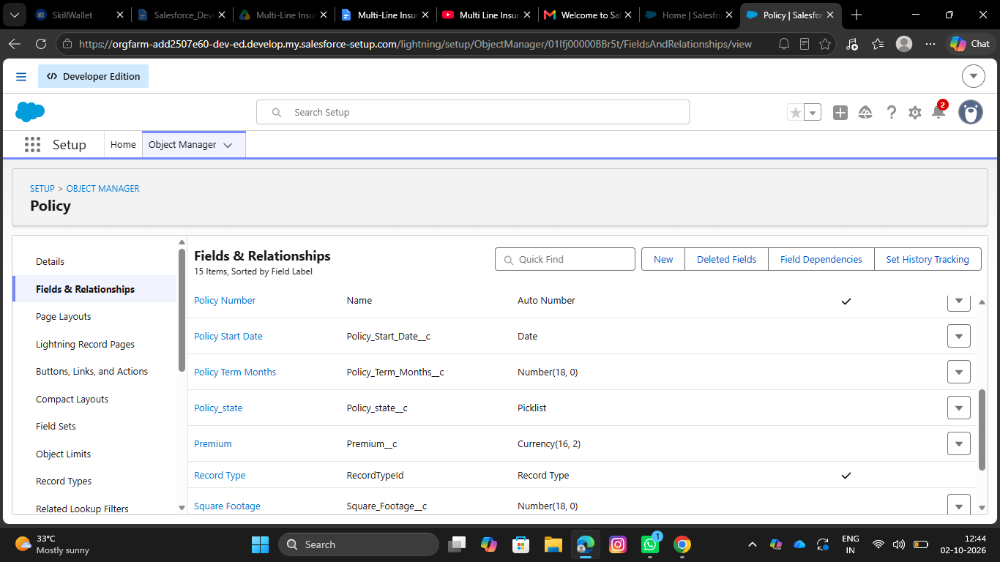 SkillWallet
Salesforce_Dev
Multi-Line Insur
Multi-Line Insur
Multi Line Insur
Welcome to Sal
Home | Salesfo
Policy | Salesfor
https://orgfarm-add2507e60-dev-ed.develop.my.salesforce-setup.com/lightning/setup/ObjectManager/01Ifj00000BBr5t/FieldsAndRelationships/view
Chat
Developer Edition
Search Setup
2
Setup
Home
Object Manager
SETUP > OBJECT MANAGER
Policy
Details
Fields & Relationships
Page Layouts
Lightning Record Pages
Buttons, Links, and Actions
Compact Layouts
Field Sets
Object Limits
Record Types
Related Lookup Filters
Fields & Relationships
15 Items, Sorted by Field Label
Quick Find
New
Deleted Fields
Field Dependencies
Set History Tracking
Policy Number Name Auto Number
Policy Start Date Policy_Start_Date__c Date
Policy Term Months Policy_Term_Months__c Number(18, 0)
Policy_state Policy_state__c Picklist
Premium Premium__c Currency(16, 2)
Record Type RecordTypeId Record Type
Square Footage Square_Footage__c Number(18, 0)
33°C
Mostly sunny
Search
1
ENG
IN
12:44
02-10-2026